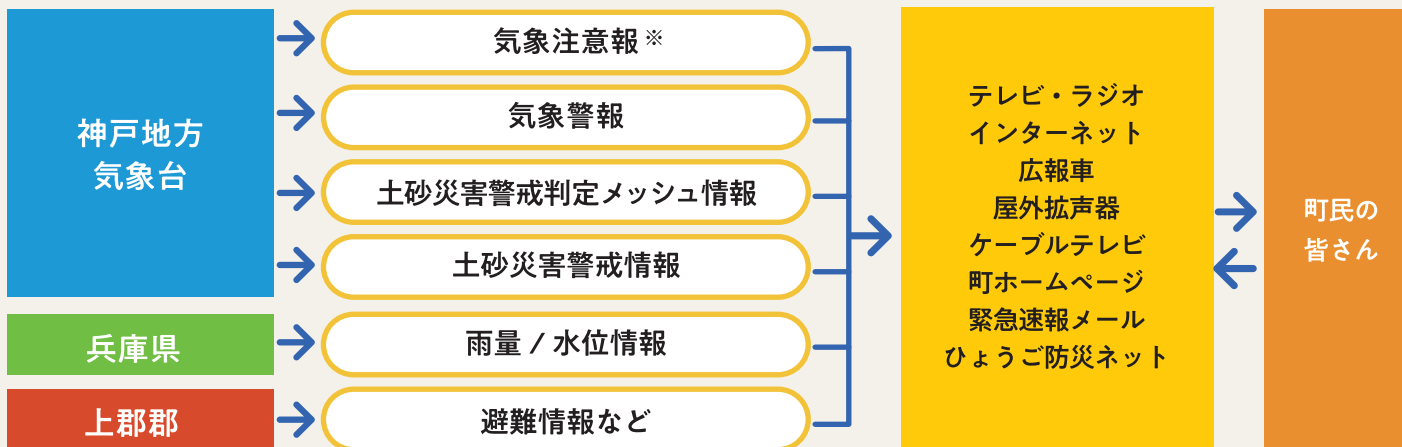 神戸地方
気象台
兵庫県
上郡郡
気象注意報※
気象警報
土砂災害警戒判定メッシュ情報
土砂災害警戒情報
雨量 / 水位情報
避難情報など
テレビ・ラジオ
インターネット
広報車
屋外拡声器
ケーブルテレビ
町ホームページ
緊急速報メール
ひょうご防災ネット
町民の
皆さん